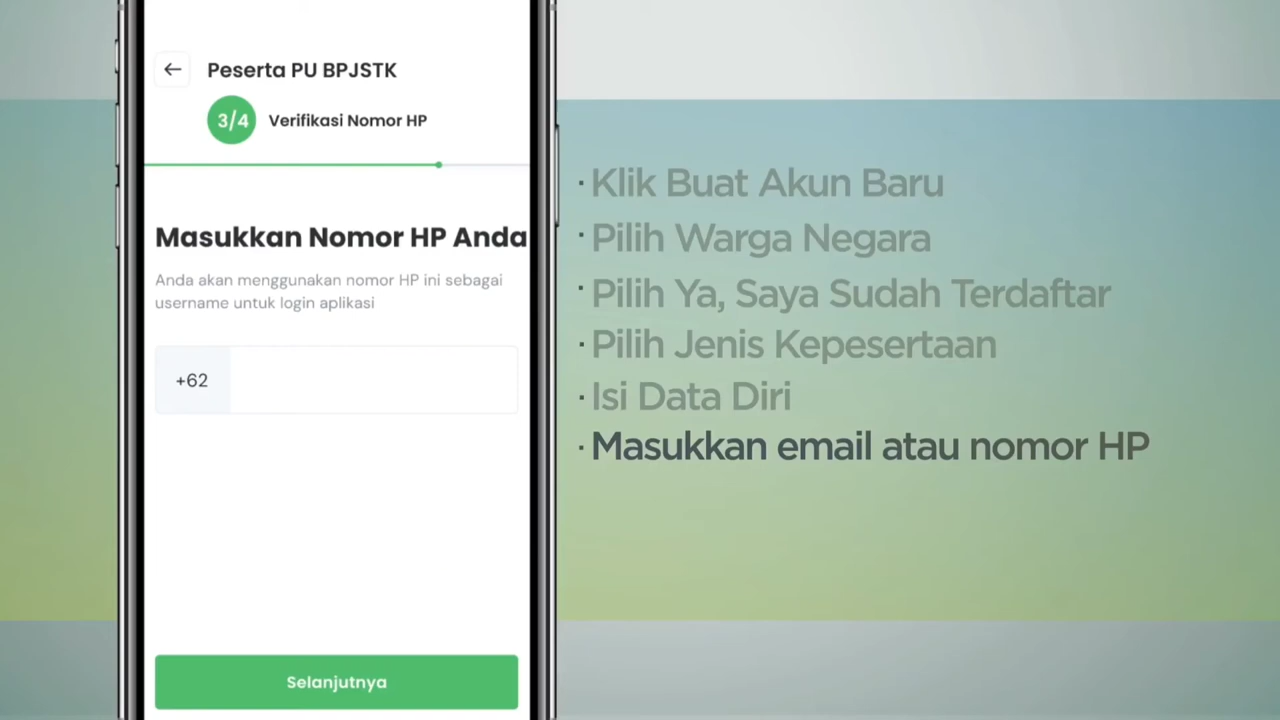 Peserta PU BPJSTK
3/4 Verifikasi Nomor HP
Masukkan Nomor HP Anda
Anda akan menggunakan nomor HP ini sebagai
username untuk login aplikasi
+62
Selanjutnya
· Klik Buat Akun Baru
· Pilih Warga Negara
· Pilih Ya, Saya Sudah Terdaftar
· Pilih Jenis Kepesertaan
· Isi Data Diri
· Masukkan email atau nomor HP